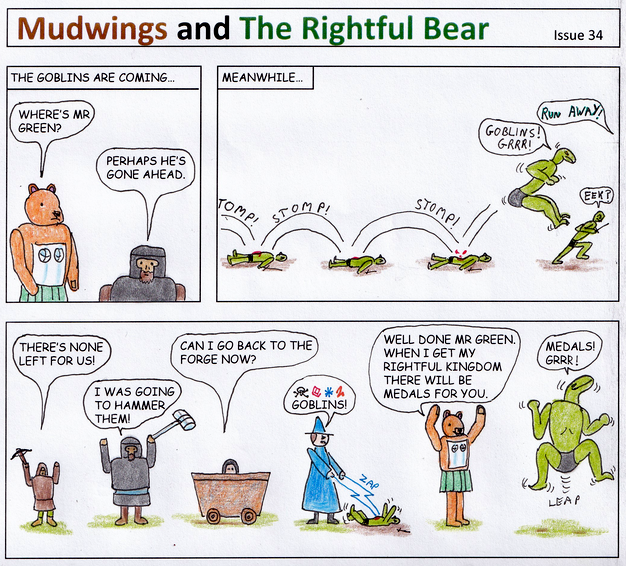 Mudwings and The Rightful Bear
Issue 34
THE GOBLINS ARE COMING...
WHERE'S MR
GREEN?
PERHAPS HE'S
GONE AHEAD.
MEANWHILE...
TOMP!
STOMP!
STOMP!
GOBLINS!
GRRR!
RUN AWAY!
EEK?
THERE'S NONE
LEFT FOR US!
I WAS GOING
TO HAMMER
THEM!
CAN I GO BACK TO THE
FORGE NOW?
GOBLINS!
ZAP
WELL DONE MR GREEN.
WHEN I GET MY
RIGHTFUL KINGDOM
THERE WILL BE
MEDALS FOR YOU.
MEDALS!
GRRR!
LEAP